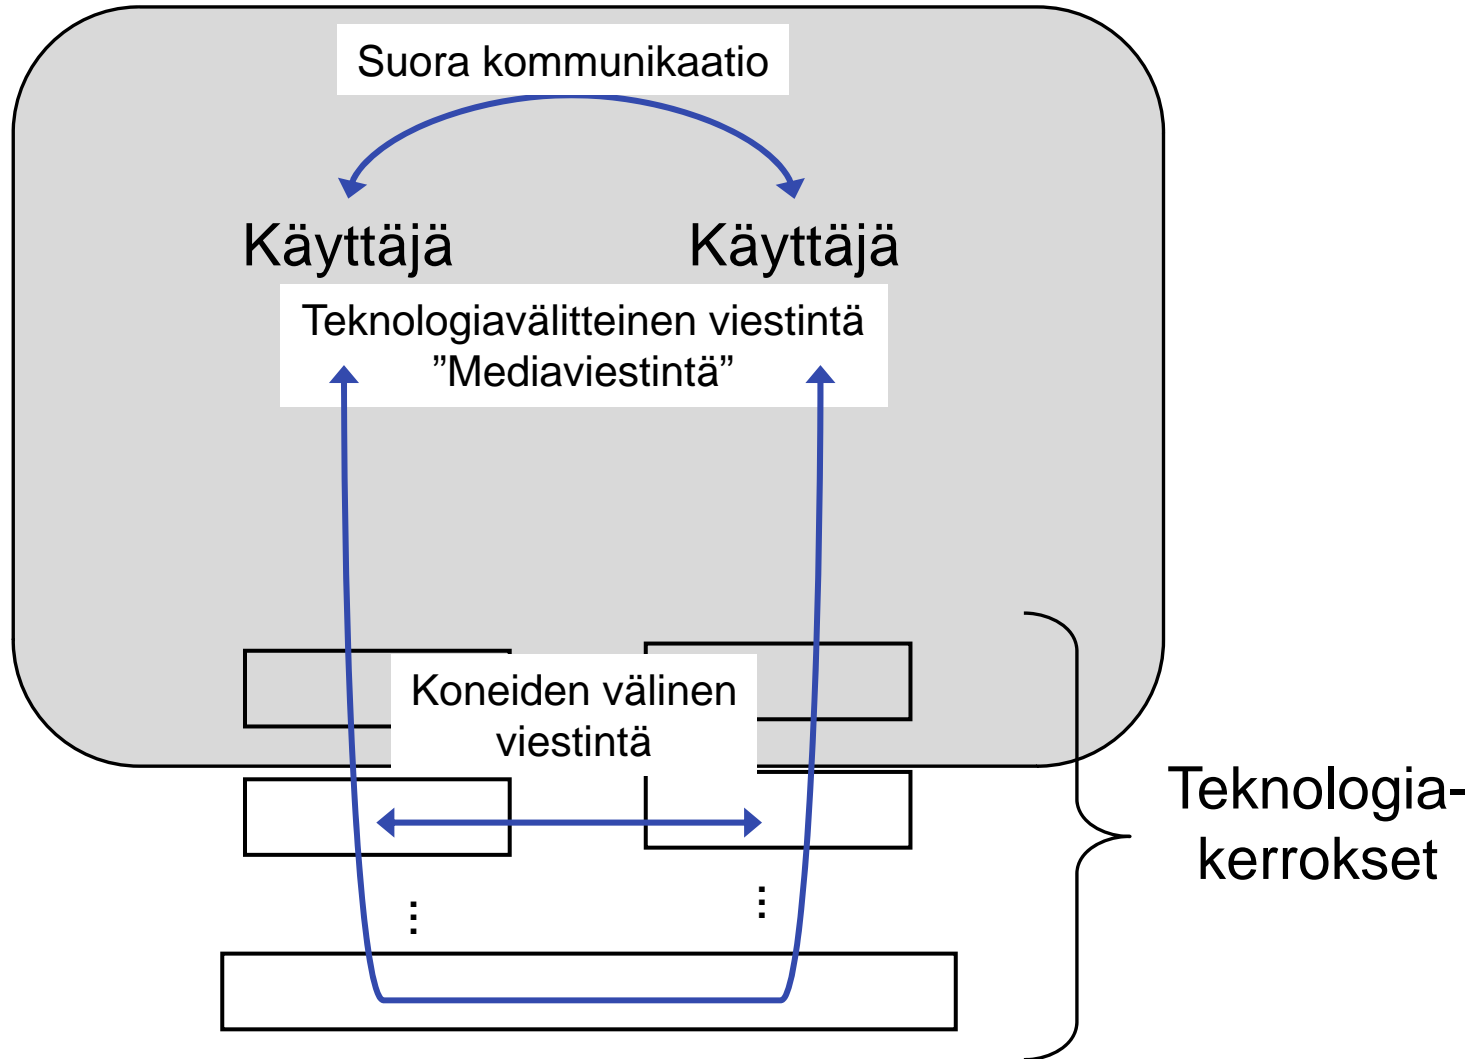 Suora kommunikaatio
Käyttäjä Käyttäjä
Teknologiavälitteinen viestintä
”Mediaviestintä”
Koneiden välinen
viestintä
Teknologia-
kerrokset
... ...